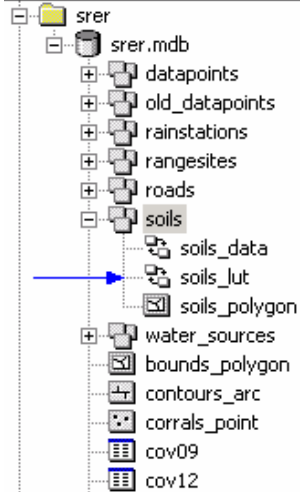 srer
srer.mdb
datapoints
old_datapoints
rainstations
rangesites
roads
soils
soils_data
soils_lut
soils_polygon
water_sources
bounds_polygon
contours_arc
corrals_point
cov09
cov12